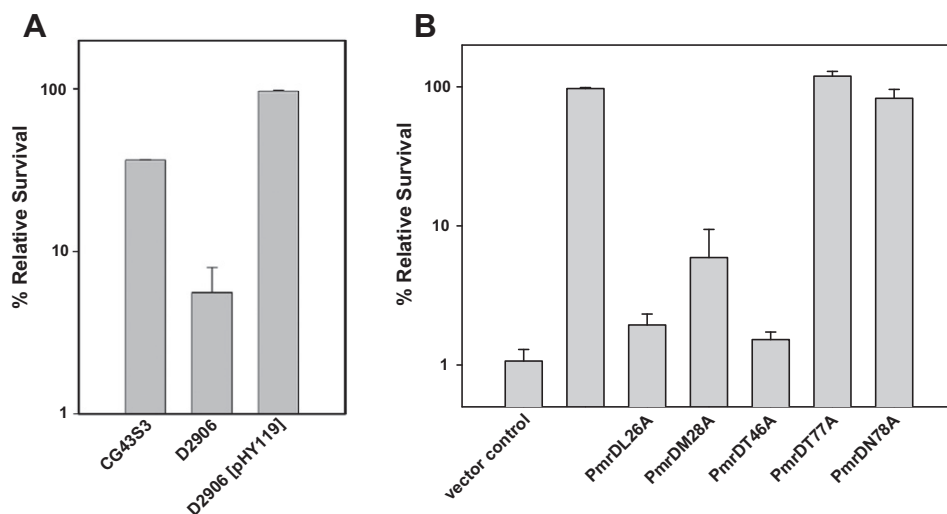 A
% Relative Survival
100
10
1
CG43S3
D2906
D2906 [pHY119]
B
% Relative Survival
100
10
1
vector control
PmrDL26A
PmrDM28A
PmrDT46A
PmrDT77A
PmrDN78A